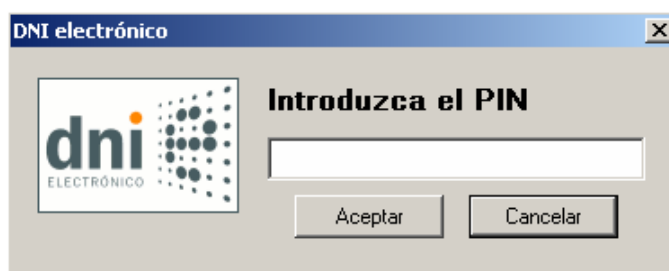 DNI electrónico
Introduzca el PIN
dni
ELECTRÓNICO
Aceptar
Cancelar